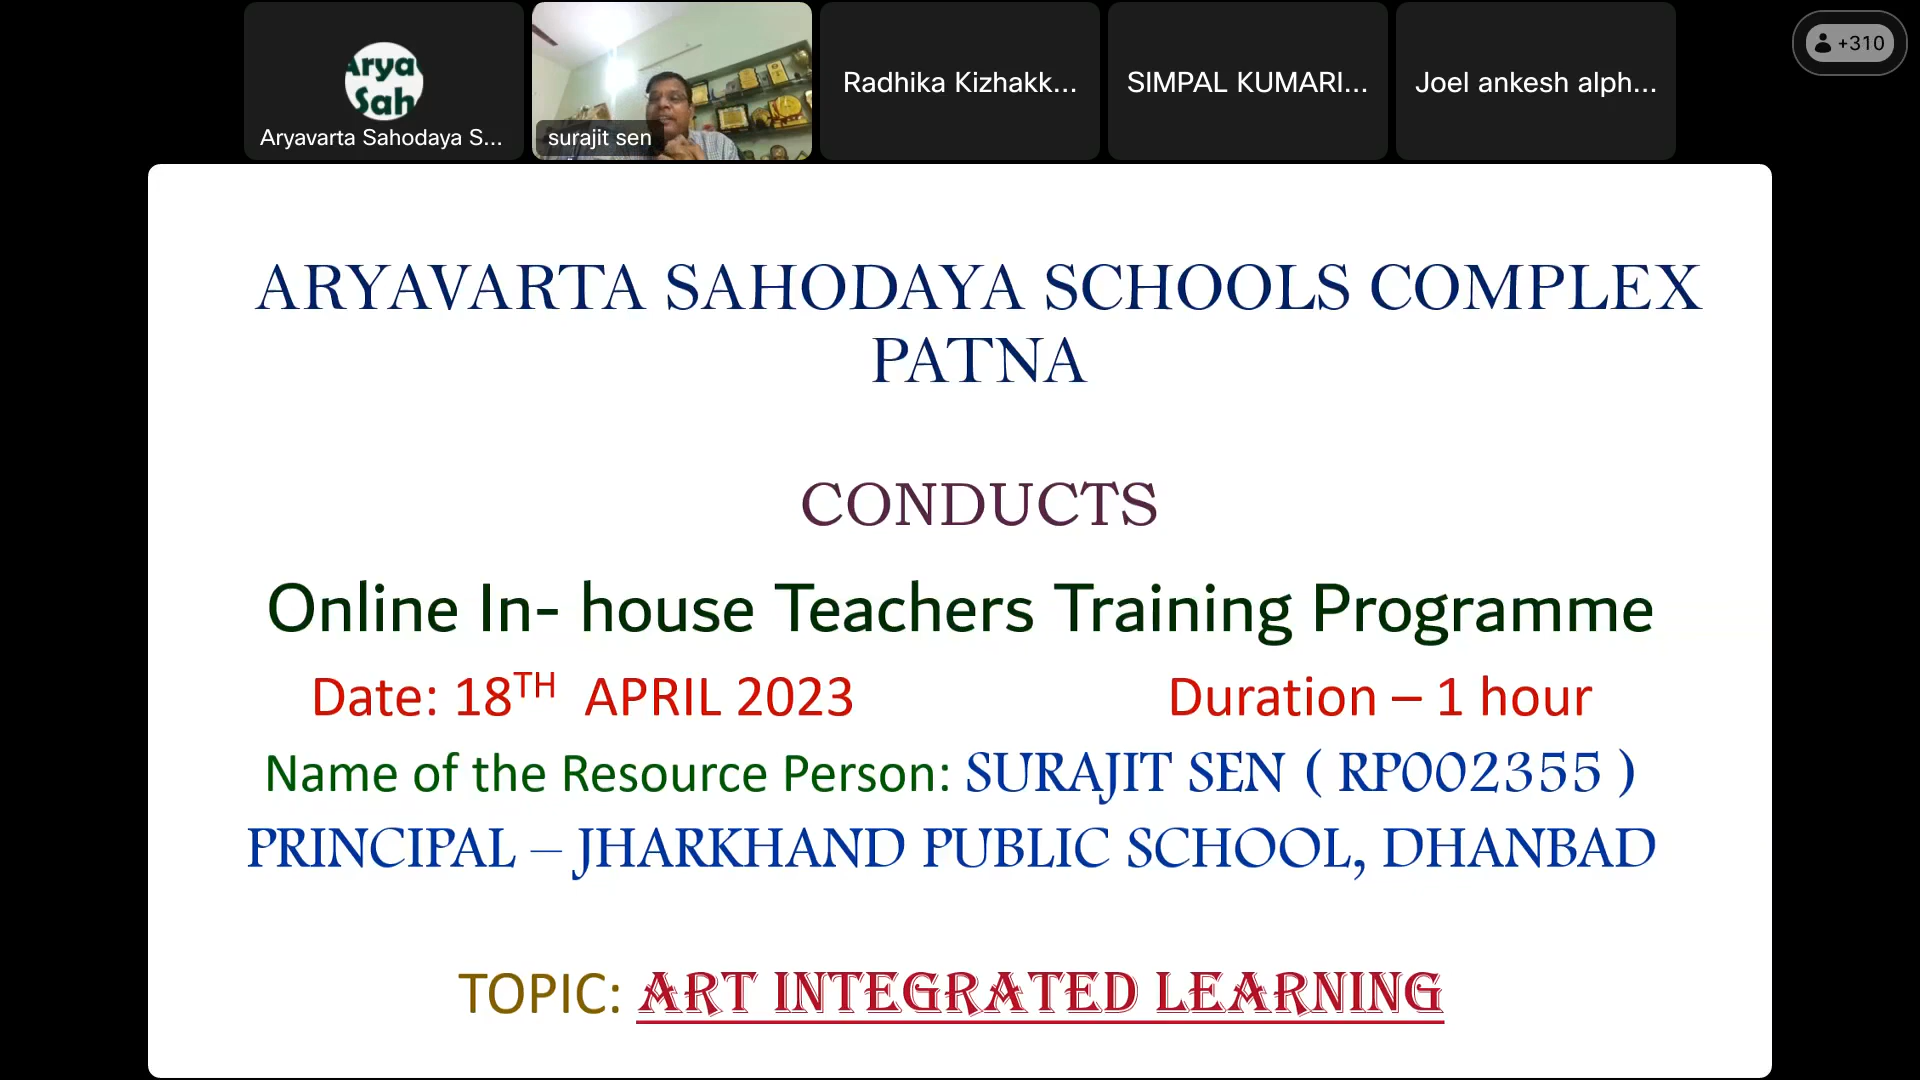 Arya
Sah
Aryavarta Sahodaya S...
surajit sen
Radhika Kizhakk...
SIMPAL KUMARI...
Joel ankesh alph...
+310
ARYAVARTA SAHODAYA SCHOOLS COMPLEX
PATNA
CONDUCTS
Online In- house Teachers Training Programme
Date: 18TH APRIL 2023 Duration – 1 hour
Name of the Resource Person: SURAJIT SEN ( RP002355 )
PRINCIPAL – JHARKHAND PUBLIC SCHOOL, DHANBAD
TOPIC: ART INTEGRATED LEARNING